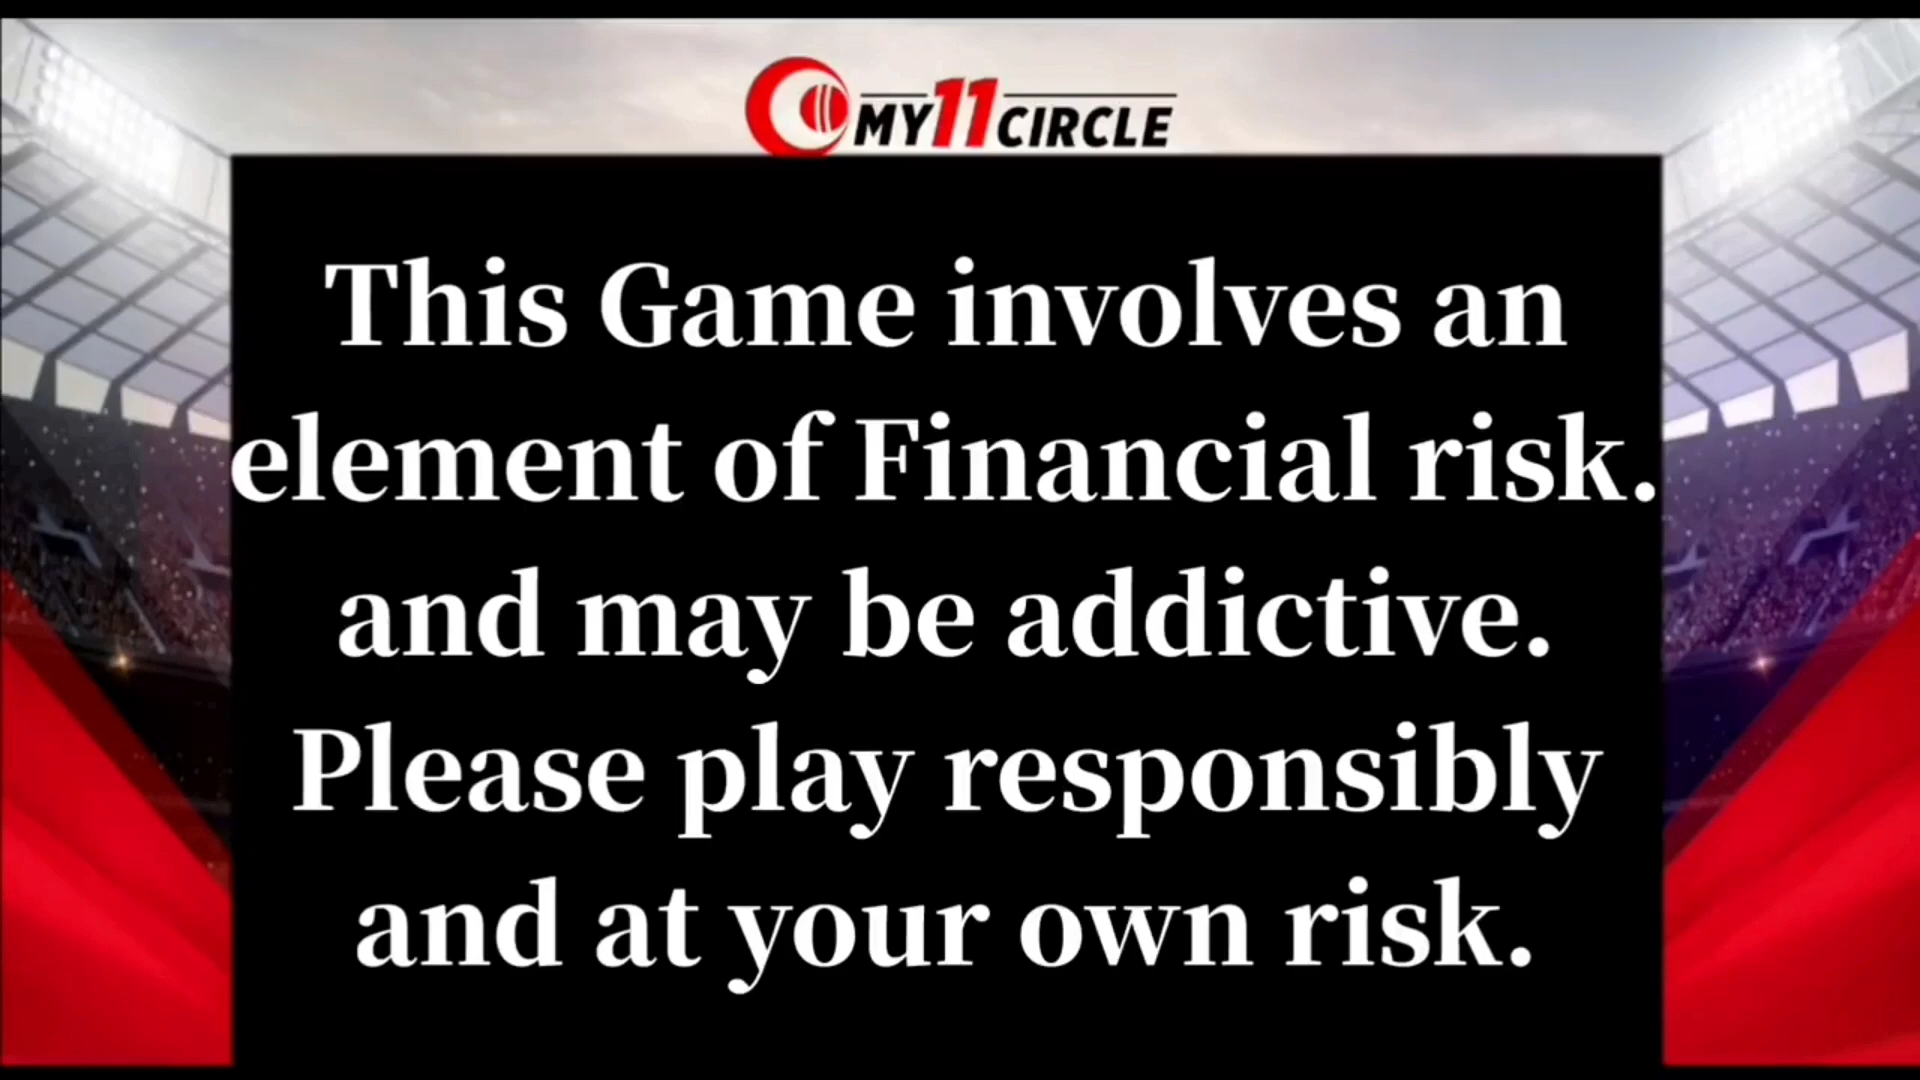 MY11CIRCLE
This Game involves an
element of Financial risk.
and may be addictive.
Please play responsibly
and at your own risk.